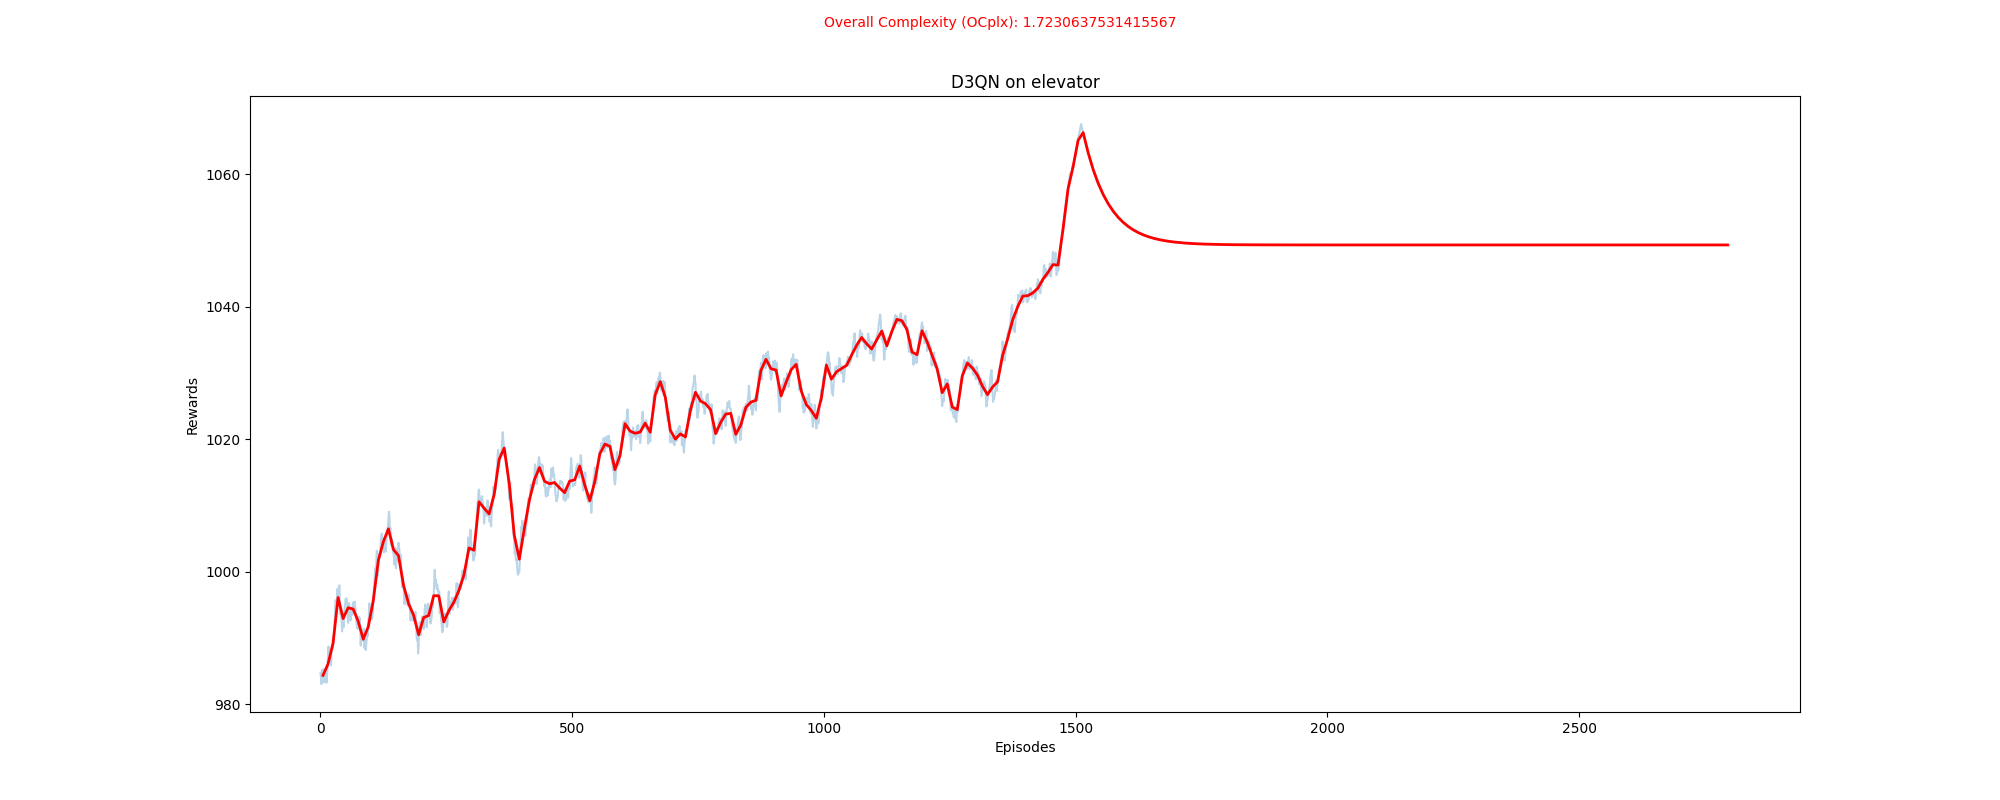 Overall Complexity (OCplx): 1.7230637531415567
D3QN on elevator
1060
1040
1020
1000
980
Rewards
0 500 1000 1500 2000 2500
Episodes